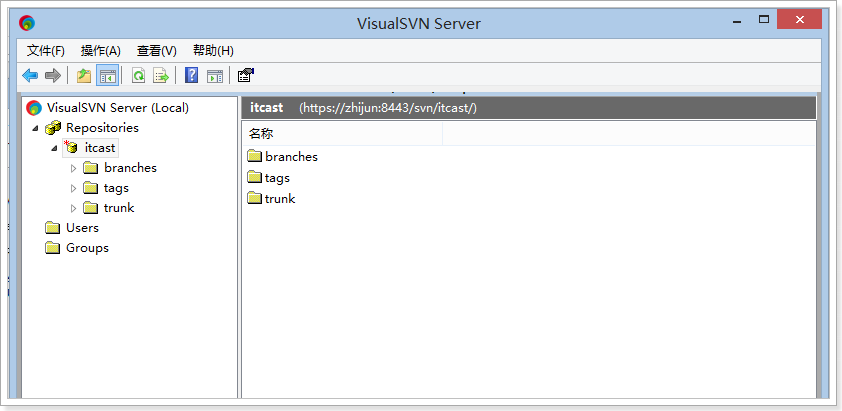 VisualSVN Server
文件(F) 操作(A) 查看(V) 帮助(H)
VisualSVN Server (Local)
Repositories
itcast
branches
tags
trunk
Users
Groups
itcast (https://zhijun:8443/svn/itcast/)
名称
branches
tags
trunk